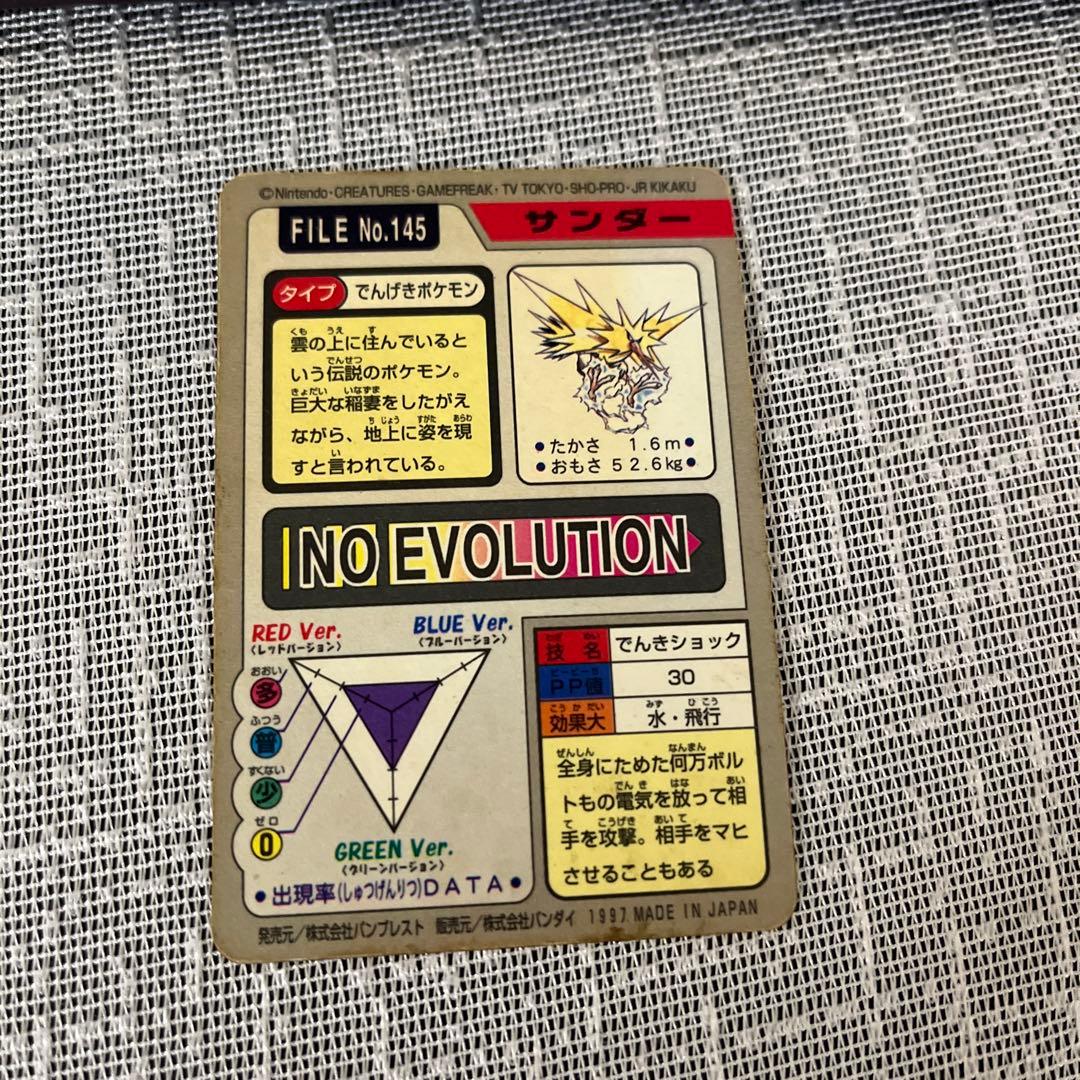 ©Nintendo・CREATURES・GAMEFREAK・TV TOKYO・SHO-PRO・JR KIKAKU
FILE No.145
サンダー
タイプ でんげきポケモン
雲の上に住んでいると
いう伝説のポケモン。
巨大な稲妻をしたがえ
ながら、地上に姿を現
すと言われている。
●たかさ 1.6m●
●おもさ 52.6kg●
NO EVOLUTION
RED Ver.
(レッドバージョン)
BLUE Ver.
(ブルーバージョン)
おおい
多
ふつう
普
すくない
少
ゼロ
0
GREEN Ver.
(グリーンバージョン)
●出現率(しゅつげんりつ)DATA●
技名 でんきショック
PP値 30
効果大 水・飛行
全身にためた何万ボル
トもの電気を放って相
手を攻撃。相手をマヒ
させることもある
発売元/株式会社バンプレスト 販売元/株式会社バンダイ 1997 MADE IN JAPAN